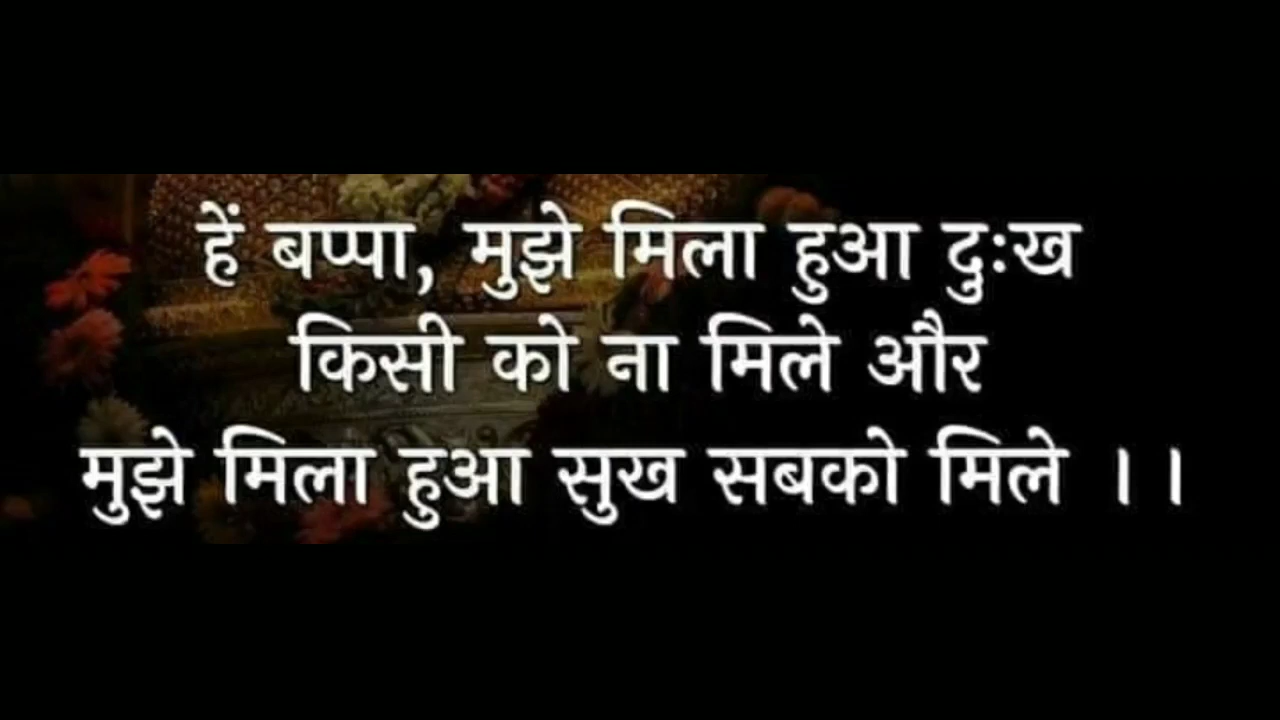 हें बप्पा, मुझे मिला हुआ दुःख
किसी को ना मिले और
मुझे मिला हुआ सुख सबको मिले ।।